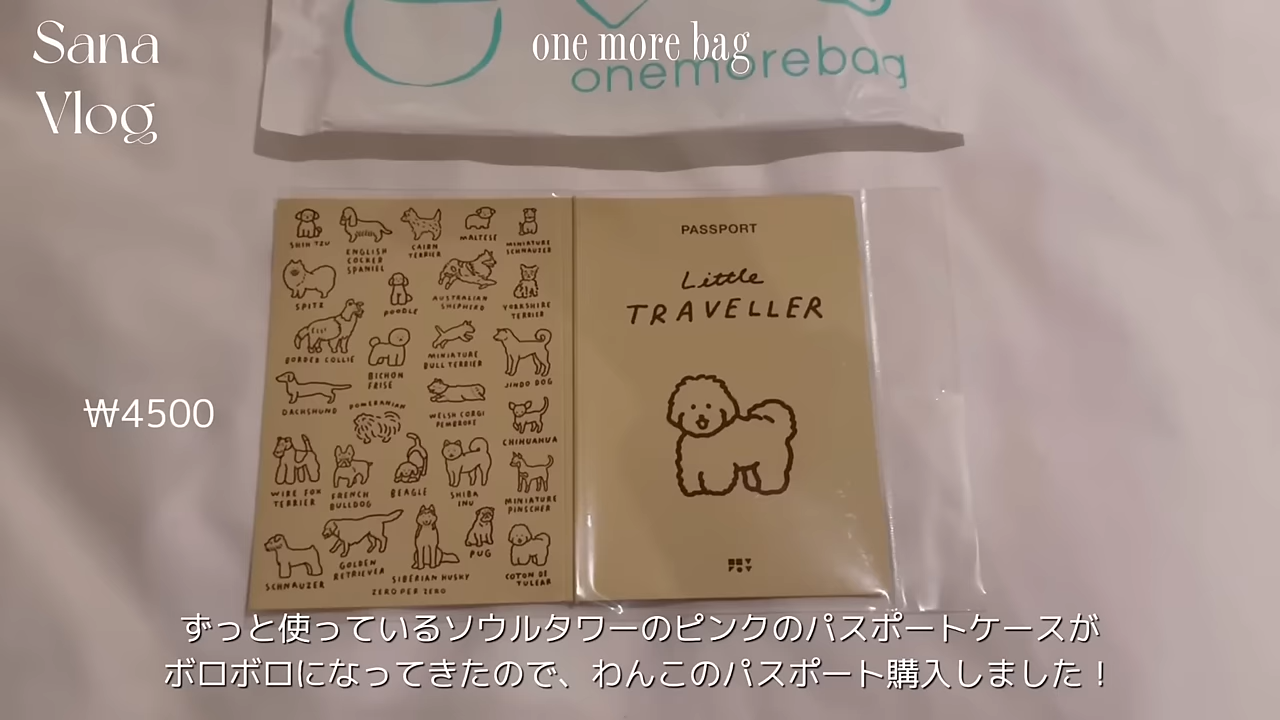 Sana
Vlog
one more bag
onemorebag
₩4500
SHIH TZU
ENGLISH
COCKER
SPANIEL
CAIRN
TERRIER
MALTESE
MINIATURE
SCHNAUZER
SPITZ
POODLE
AUSTRALIAN
SHEPHERD
YORKSHIRE
TERRIER
BORDER COLLIE
BICHON
FRISE
MINIATURE
BULL TERRIER
JINDO DOG
DACHSHUND
POMERANIAN
WELSH CORGI
PEMBROKE
CHIHUAHUA
WIRE FOX
TERRIER
FRENCH
BULLDOG
BEAGLE
SHIBA
INU
MINIATURE
PINSCHER
SCHNAUZER
GOLDEN
RETRIEVER
SIBERIAN HUSKY
PUG
COTON DE
TULEAR
ZERO PER ZERO
PASSPORT
Little
TRAVELLER
ずっと使っているソウルタワーのピンクのパスポートケースが
ボロボロになってきたので、わんこのパスポート購入しました！